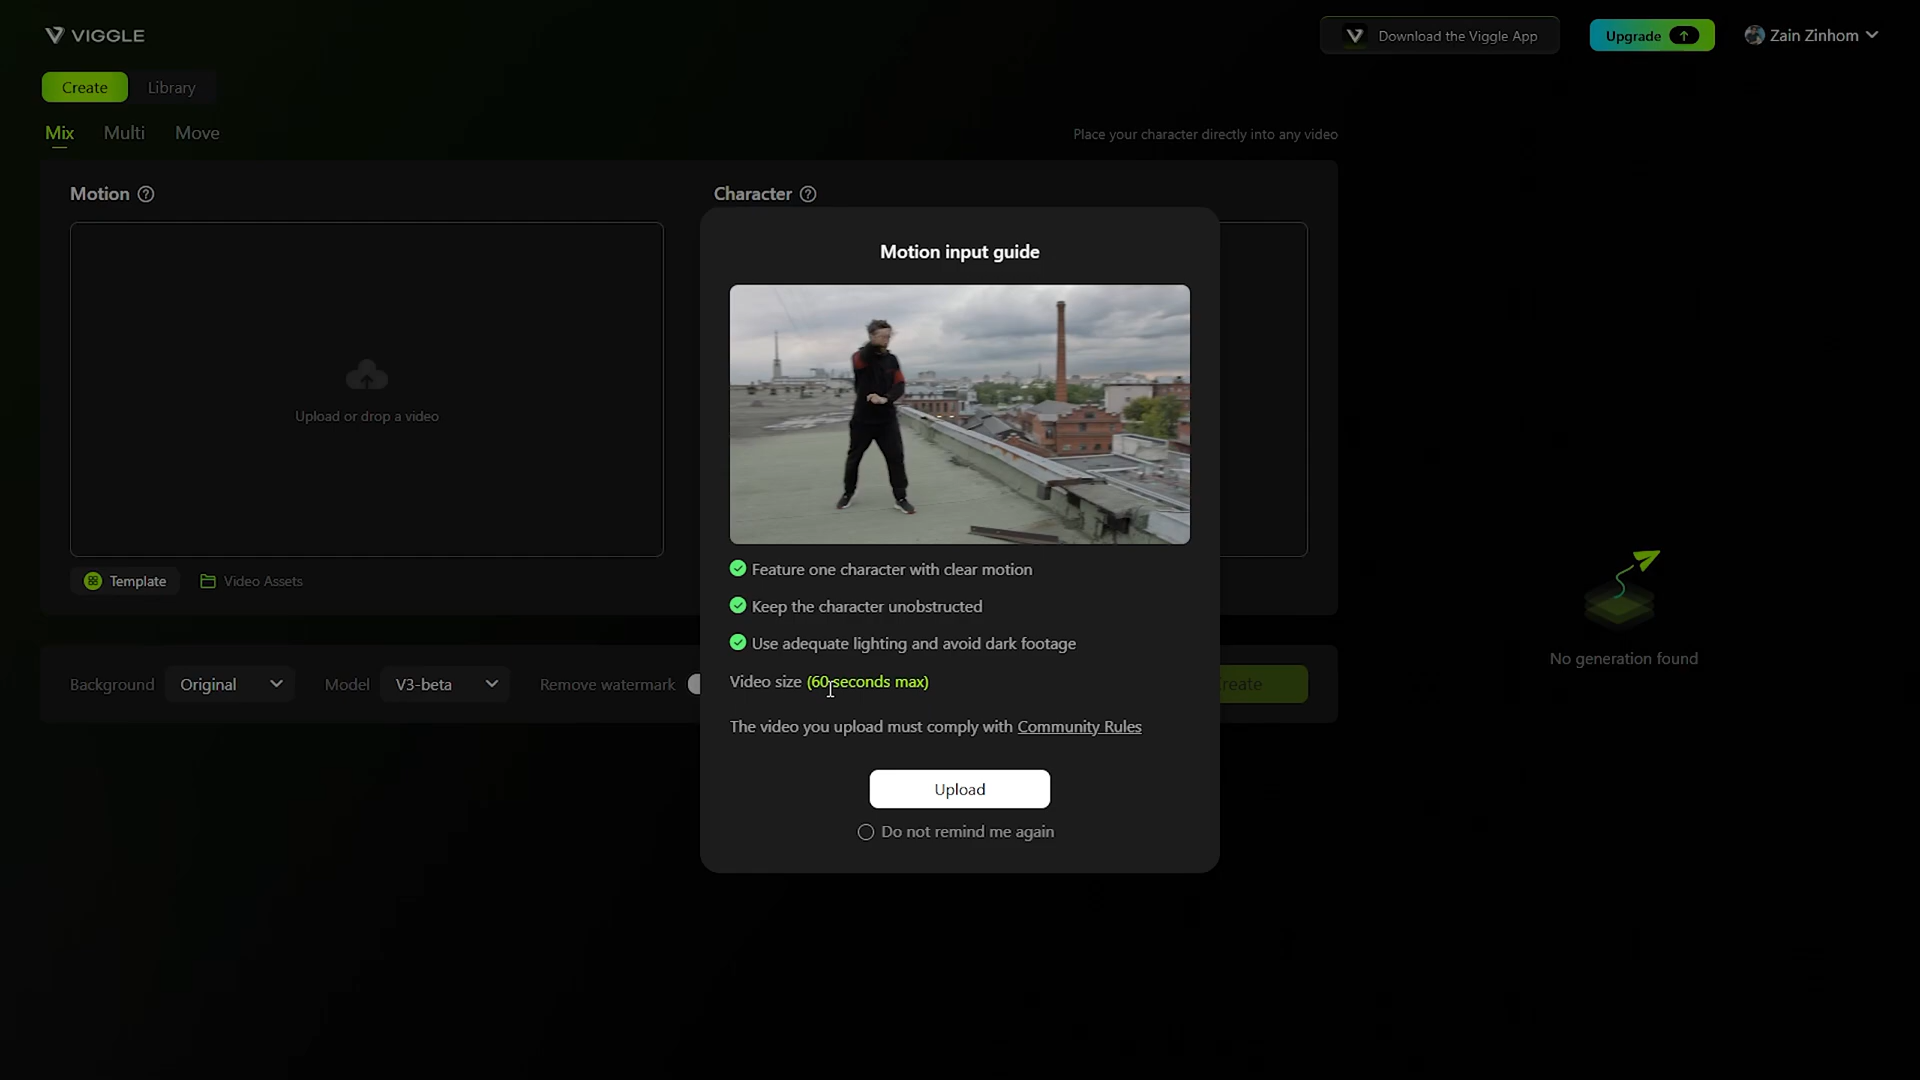 VIGGLE
Download the Viggle App
Upgrade
Zain Zinhom
Create
Library
Mix
Multi
Move
Place your character directly into any video
Motion
Character
Upload or drop a video
Template
Video Assets
Motion input guide
Feature one character with clear motion
Keep the character unobstructed
Use adequate lighting and avoid dark footage
Video size (60 seconds max)
The video you upload must comply with Community Rules
Upload
Do not remind me again
Background
Original
Model
V3-beta
Remove watermark
No generation found